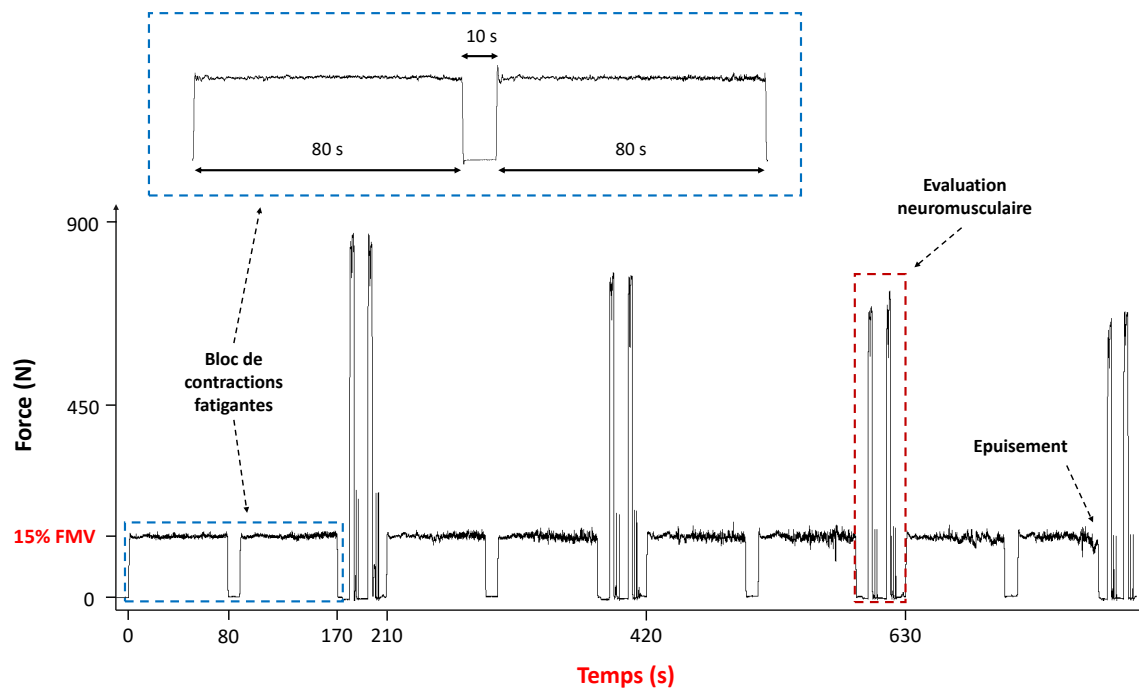 10 s
80 s
80 s
Evaluation
neuromusculaire
900
Bloc de
contractions
fatigantes
Force (N)
450
Epuisement
15% FMV
0
0
80
170
210
420
630
Temps (s)